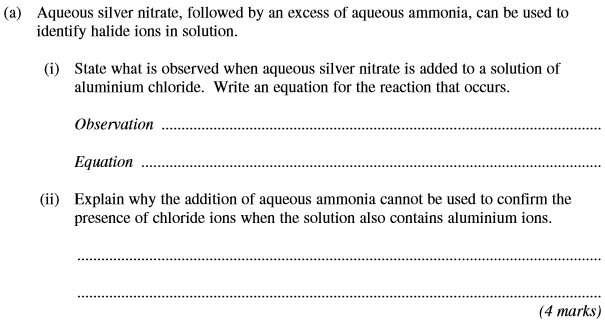 (a) Aqueous silver nitrate, followed by an excess of aqueous ammonia, can be used to
identify halide ions in solution.
(i) State what is observed when aqueous silver nitrate is added to a solution of
aluminium chloride. Write an equation for the reaction that occurs.
Observation ................................................................................
Equation ................................................................................
(ii) Explain why the addition of aqueous ammonia cannot be used to confirm the
presence of chloride ions when the solution also contains aluminium ions.
................................................................................
................................................................................
(4 marks)